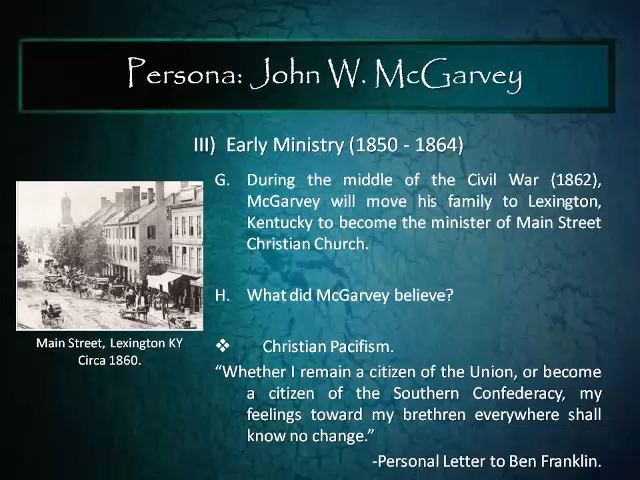 Persona: John W. McGarvey
III) Early Ministry (1850 - 1864)
G. During the middle of the Civil War (1862),
McGarvey will move his family to Lexington,
Kentucky to become the minister of Main Street
Christian Church.
H. What did McGarvey believe?
Main Street, Lexington KY
Circa 1860.
❖ Christian Pacifism.
“Whether I remain a citizen of the Union, or become
a citizen of the Southern Confederacy, my
feelings toward my brethren everywhere shall
know no change.”
-Personal Letter to Ben Franklin.